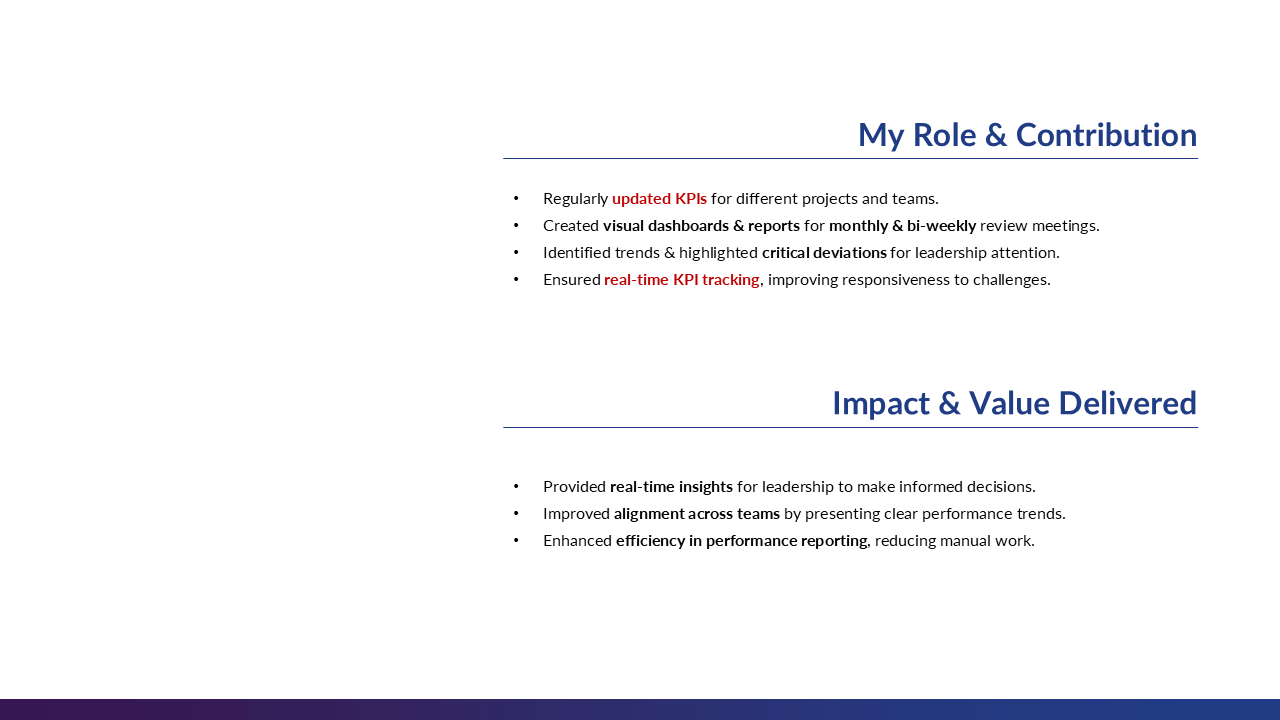 My Role & Contribution
• Regularly updated KPIs for different projects and teams.
• Created visual dashboards & reports for monthly & bi-weekly review meetings.
• Identified trends & highlighted critical deviations for leadership attention.
• Ensured real-time KPI tracking, improving responsiveness to challenges.
Impact & Value Delivered
• Provided real-time insights for leadership to make informed decisions.
• Improved alignment across teams by presenting clear performance trends.
• Enhanced efficiency in performance reporting, reducing manual work.